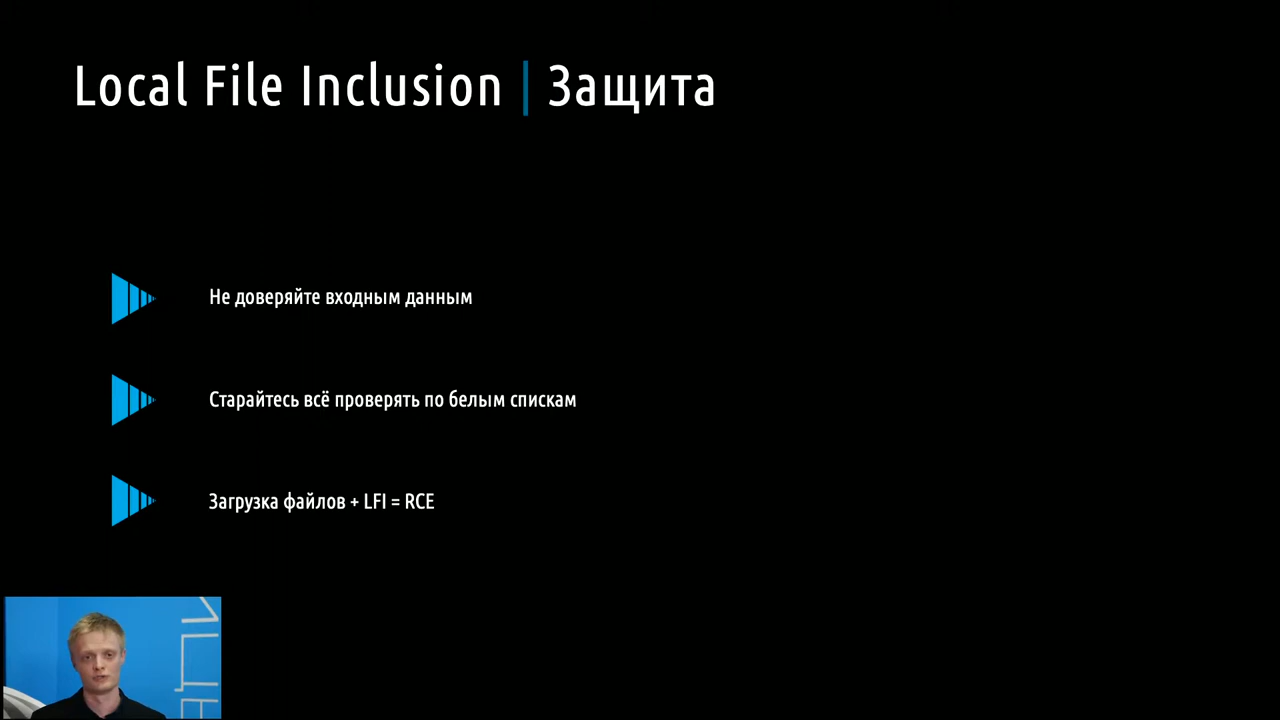 Local File Inclusion | Защита
Не доверяйте входным данным
Старайтесь всё проверять по белым спискам
Загрузка файлов + LFI = RCE